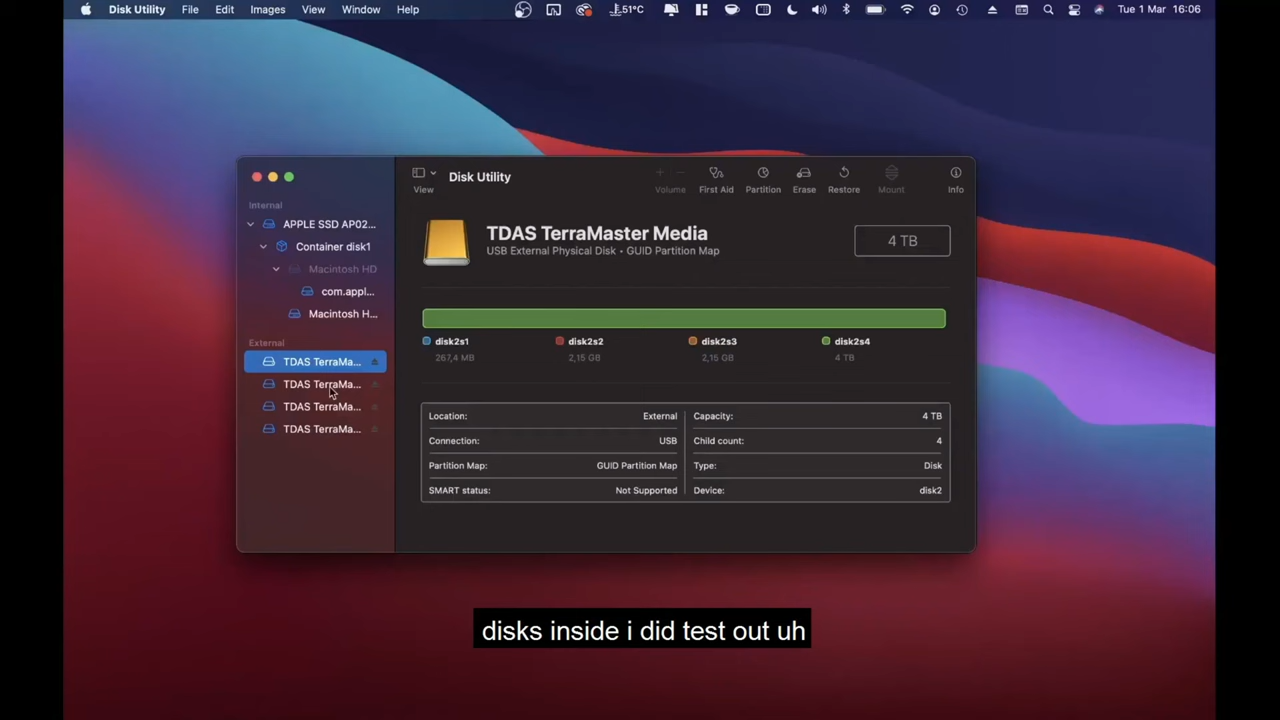 Disk Utility File Edit Images View Window Help 51°C Tue 1 Mar 16:06
Disk Utility
View
Volume First Aid Partition Erase Restore Mount Info
Internal
APPLE SSD AP02...
Container disk1
Macintosh HD
com.appl...
Macintosh H...
External
TDAS TerraMa...
TDAS TerraMa...
TDAS TerraMa...
TDAS TerraMa...
TDAS TerraMaster Media
USB External Physical Disk • GUID Partition Map
4 TB
disk2s1 disk2s2 disk2s3 disk2s4
267,4 MB 2,15 GB 2,15 GB 4 TB
Location: External Capacity: 4 TB
Connection: USB Child count: 4
Partition Map: GUID Partition Map Type: Disk
SMART status: Not Supported Device: disk2
disks inside i did test out uh